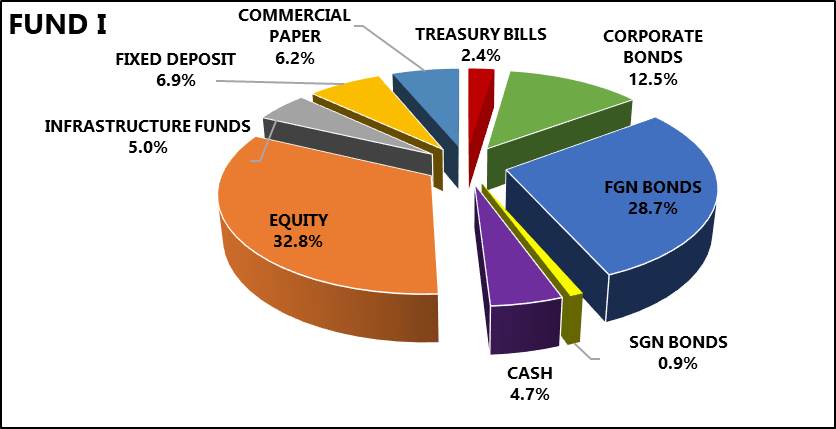 FUND I
COMMERCIAL
PAPER
6.2%
TREASURY BILLS
2.4%
CORPORATE
BONDS
12.5%
FIXED DEPOSIT
6.9%
INFRASTRUCTURE FUNDS
5.0%
FGN BONDS
28.7%
EQUITY
32.8%
SGN BONDS
0.9%
CASH
4.7%